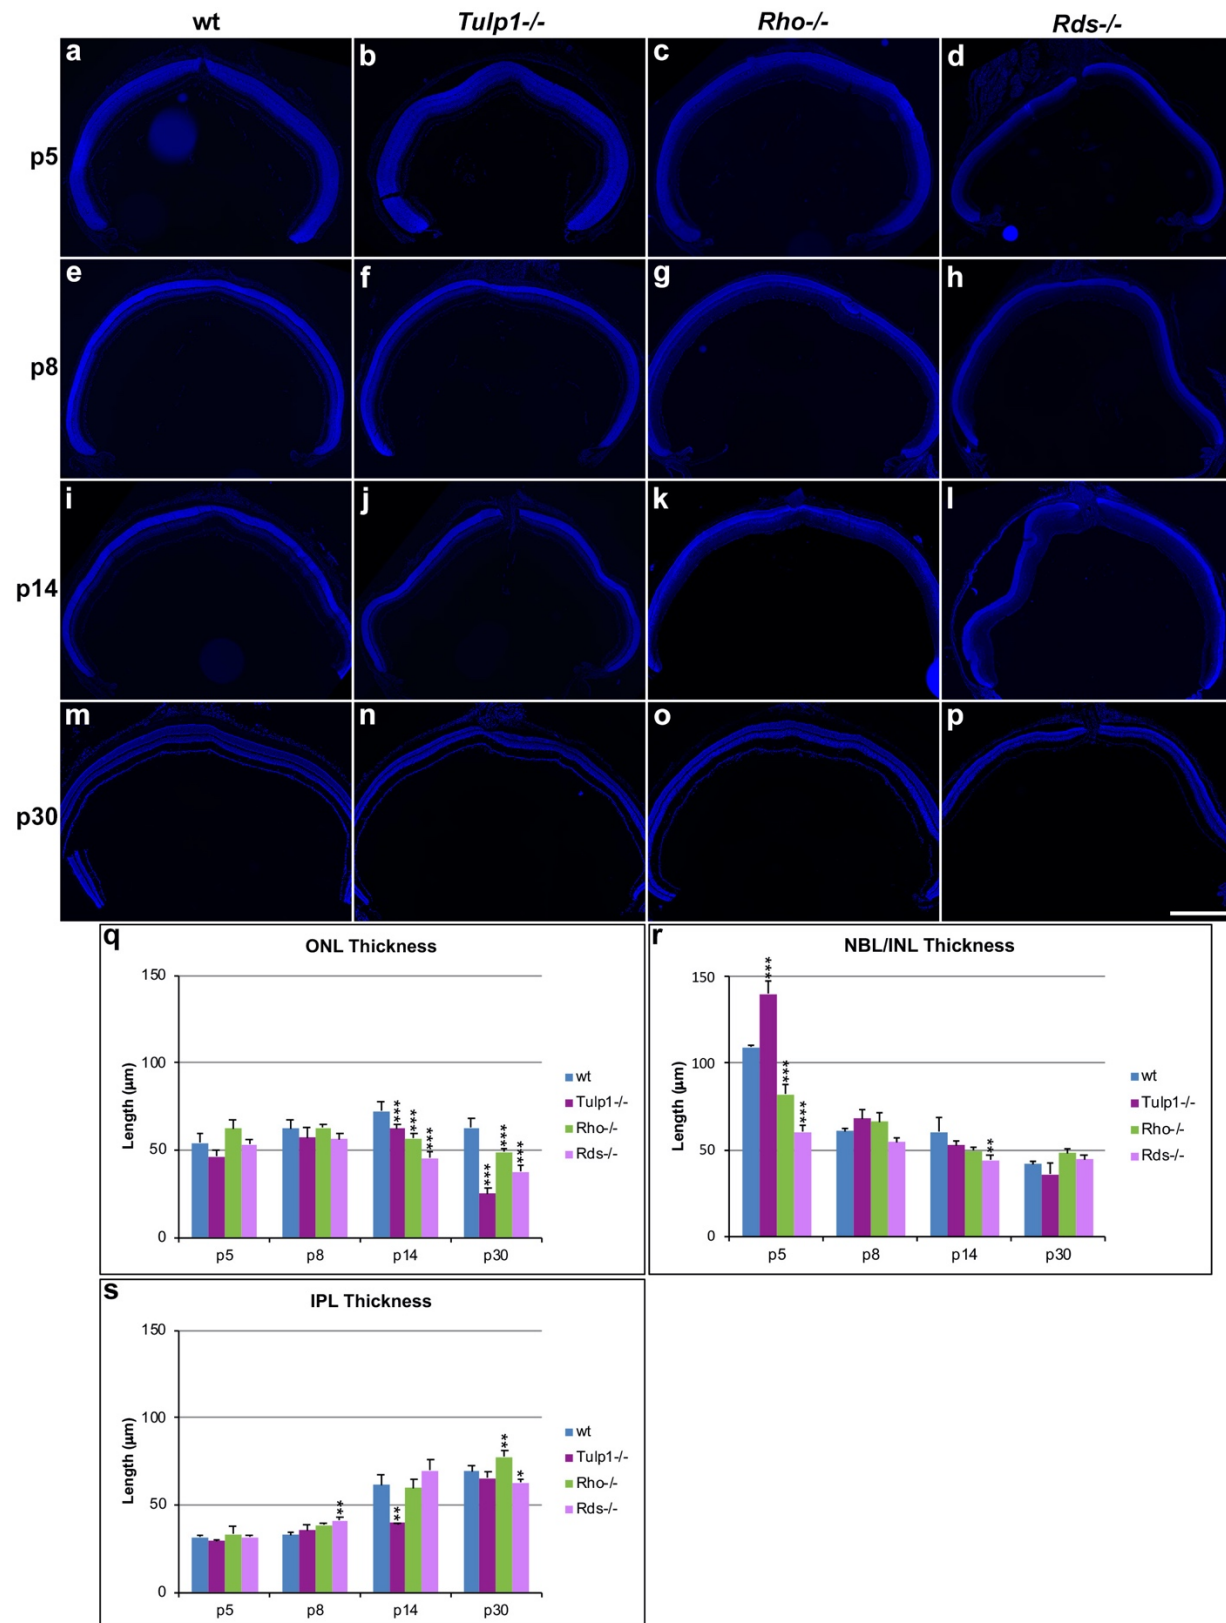 wt Tulp1-/- Rho-/- Rds-/-
a b c d
p5
e f g h
p8
i j k l
p14
m n o p
p30
q
ONL Thickness
150
100
50
0
Length (µm)
p5 p8 p14 p30
**** **** ****
**** **** ****
wt
Tulp1-/-
Rho-/-
Rds-/-
r
NBL/INL Thickness
150
100
50
0
Length (µm)
p5 p8 p14 p30
**** **** ****
**
wt
Tulp1-/-
Rho-/-
Rds-/-
s
IPL Thickness
150
100
50
0
Length (µm)
p5 p8 p14 p30
**
**
** *
wt
Tulp1-/-
Rho-/-
Rds-/-